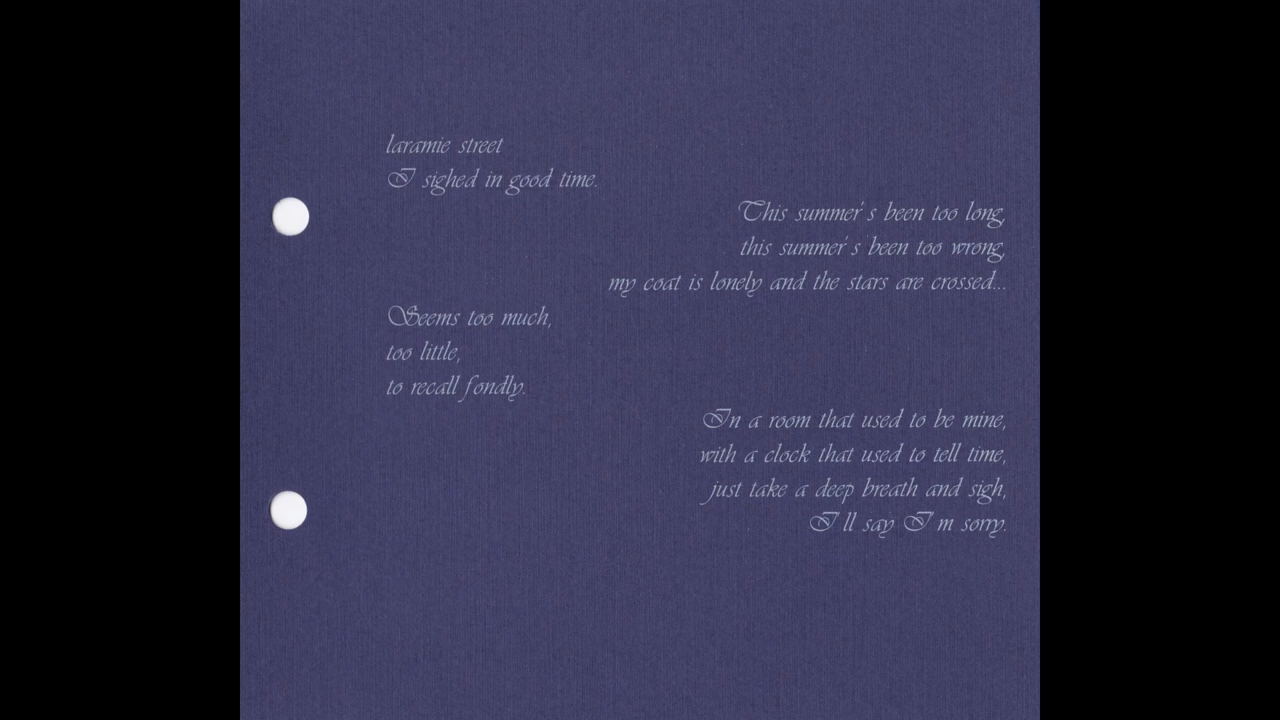 laramie street
I sighed in good time.
This summer's been too long,
this summer's been too wrong,
my coat is lonely and the stars are crossed...
Seems too much,
too little,
to recall fondly.
In a room that used to be mine,
with a clock that used to tell time,
just take a deep breath and sigh,
I'll say I'm sorry.